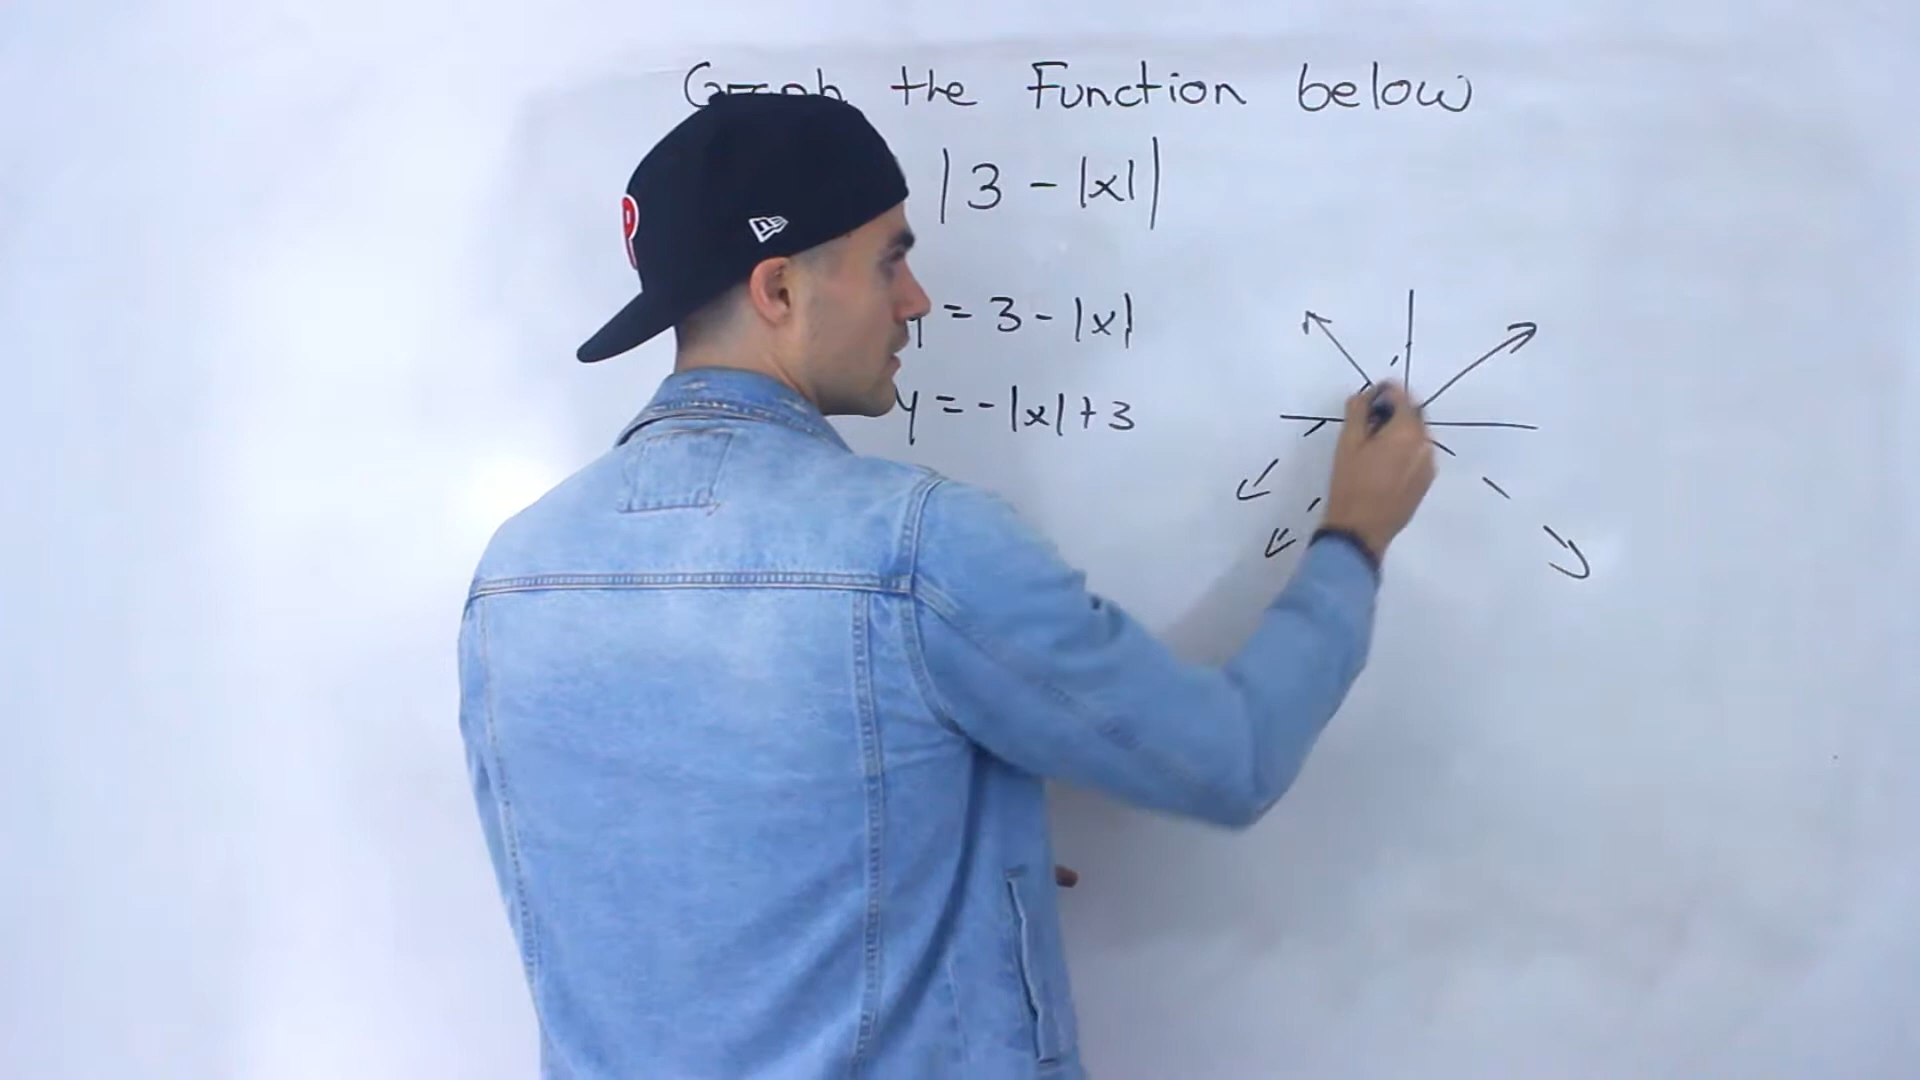 Graph the Function below
|3 - |x||
y = 3 - |x|
y = -|x| + 3
P